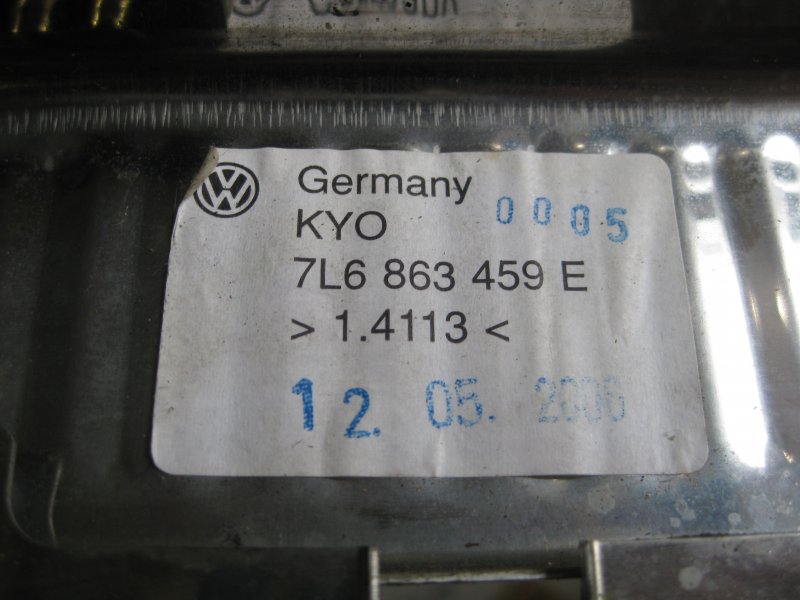 Germany
KYO 0005
7L6 863 459 E
> 1.4113 <
12. 05. 2006